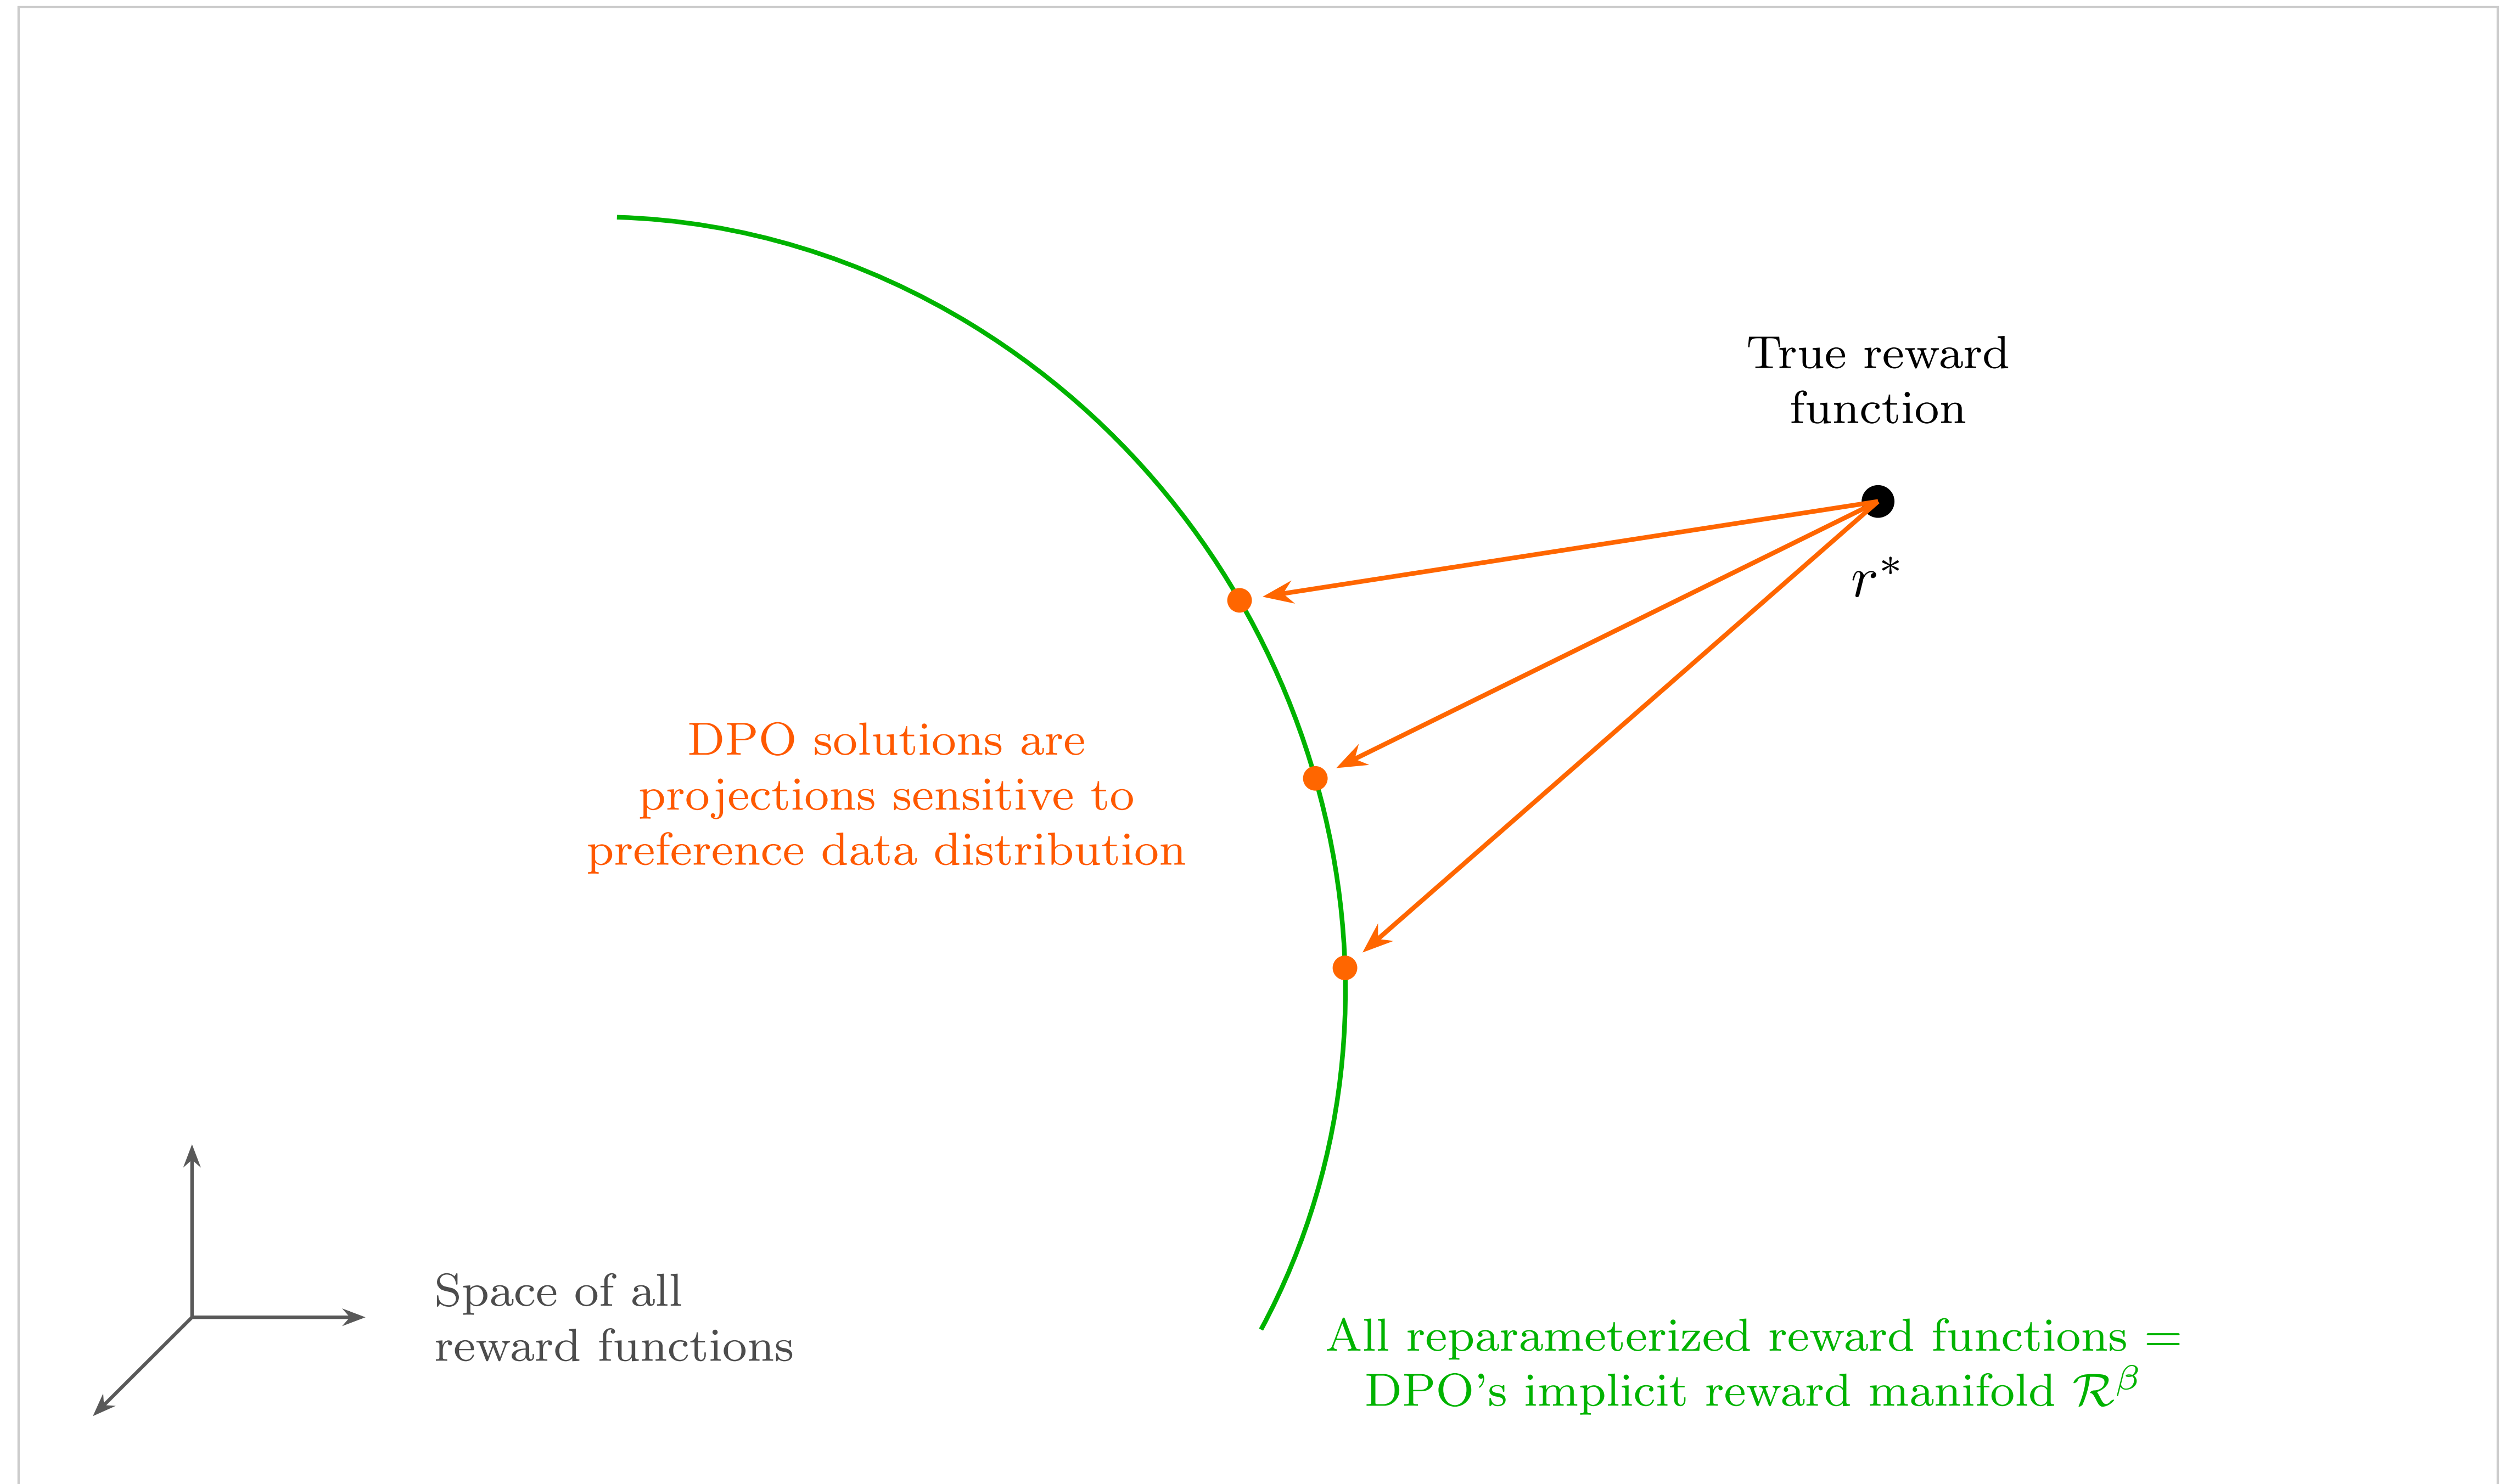 True reward
function
r*
DPO solutions are
projections sensitive to
preference data distribution
Space of all
reward functions
All reparameterized reward functions =
DPO's implicit reward manifold 𝓡^β